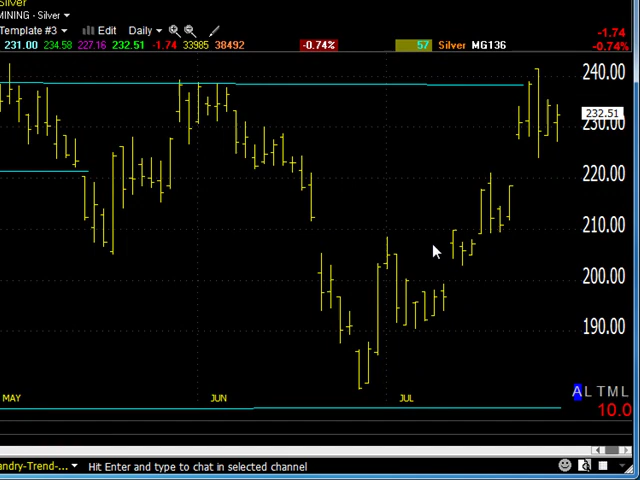 Silver
MINING - Silver
Template #3 Edit Daily
-1.74
231.00 234.58 227.16 232.51 -1.74 33985 38492 -0.74% 57 Silver MG136 -0.74%
240.00
232.51
230.00
220.00
210.00
200.00
190.00
A L T M L
MAY JUN JUL
10.0
andry-Trend-... Hit Enter and type to chat in selected channel